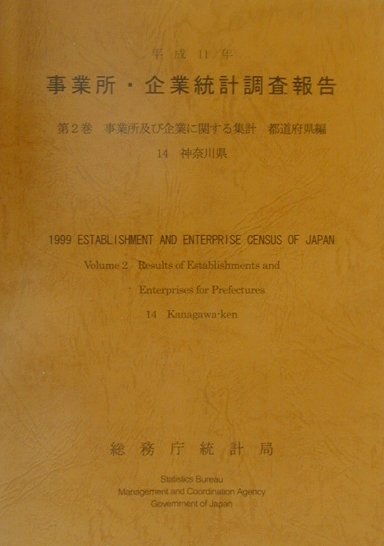 平成11年
事業所・企業統計調査報告
第2巻 事業所及び企業に関する集計 都道府県編
14 神奈川県
1999 ESTABLISHMENT AND ENTERPRISE CENSUS OF JAPAN
Volume 2 Results of Establishments and
Enterprises for Prefectures
14 Kanagawa-ken
総務庁統計局
Statistics Bureau
Management and Coordination Agency
Government of Japan